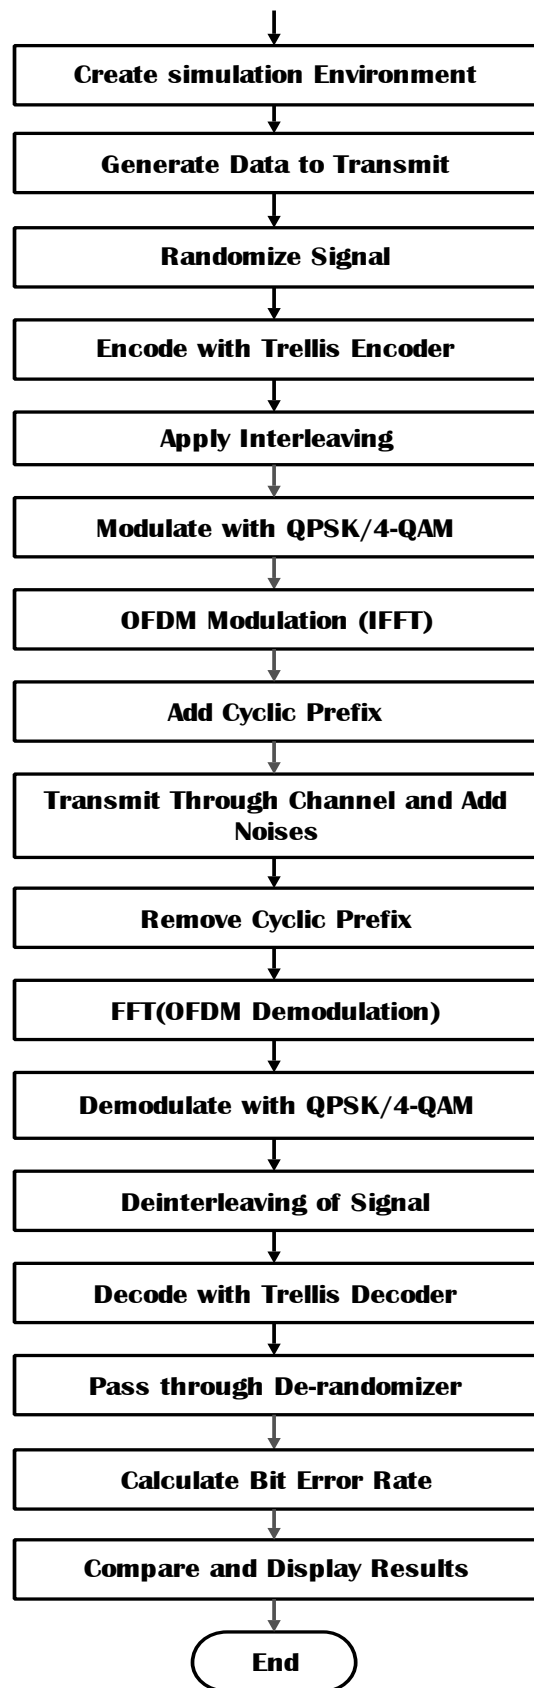 Create simulation Environment
Generate Data to Transmit
Randomize Signal
Encode with Trellis Encoder
Apply Interleaving
Modulate with QPSK/4-QAM
OFDM Modulation (IFFT)
Add Cyclic Prefix
Transmit Through Channel and Add
Noises
Remove Cyclic Prefix
FFT(OFDM Demodulation)
Demodulate with QPSK/4-QAM
Deinterleaving of Signal
Decode with Trellis Decoder
Pass through De-randomizer
Calculate Bit Error Rate
Compare and Display Results
End